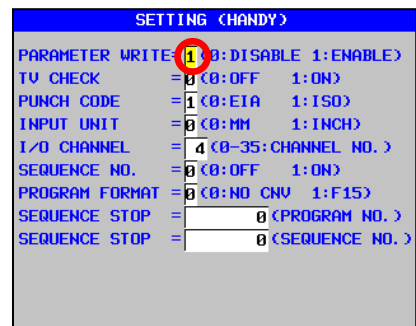 SETTING (HANDY)
PARAMETER WRITE=1(0:DISABLE 1:ENABLE)
TV CHECK =0(0:OFF 1:ON)
PUNCH CODE =1(0:EIA 1:ISO)
INPUT UNIT =0(0:MM 1:INCH)
I/O CHANNEL = 4(0-35:CHANNEL NO.)
SEQUENCE NO. =0(0:OFF 1:ON)
PROGRAM FORMAT =0(0:NO CNV 1:F15)
SEQUENCE STOP = 0(PROGRAM NO.)
SEQUENCE STOP = 0(SEQUENCE NO.)